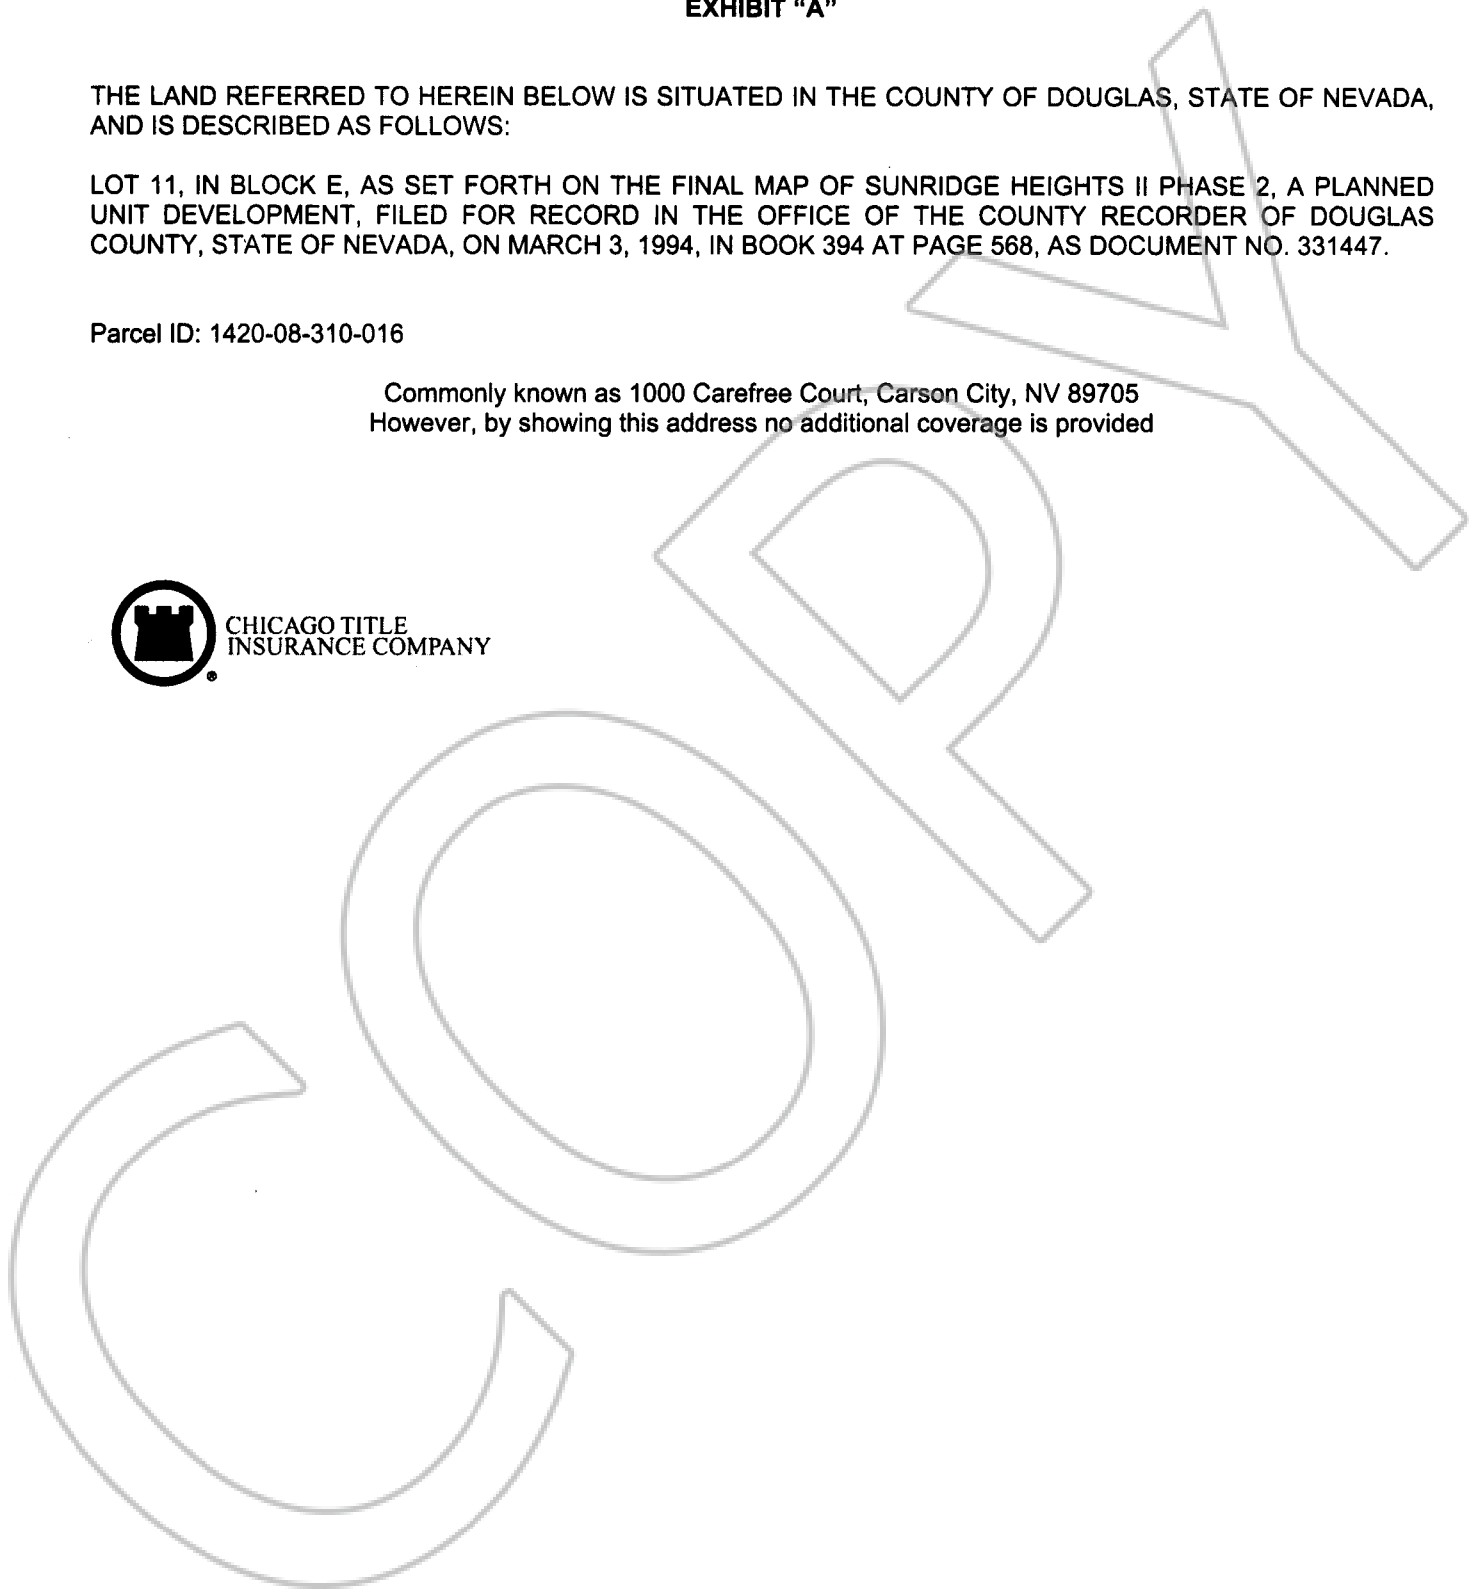 EXHIBIT “A”
THE LAND REFERRED TO HEREIN BELOW IS SITUATED IN THE COUNTY OF DOUGLAS, STATE OF NEVADA,
AND IS DESCRIBED AS FOLLOWS:
LOT 11, IN BLOCK E, AS SET FORTH ON THE FINAL MAP OF SUNRIDGE HEIGHTS II PHASE 2, A PLANNED
UNIT DEVELOPMENT, FILED FOR RECORD IN THE OFFICE OF THE COUNTY RECORDER OF DOUGLAS
COUNTY, STATE OF NEVADA, ON MARCH 3, 1994, IN BOOK 394 AT PAGE 568, AS DOCUMENT NO. 331447.
Parcel ID: 1420-08-310-016
Commonly known as 1000 Carefree Court, Carson City, NV 89705
However, by showing this address no additional coverage is provided
CHICAGO TITLE
INSURANCE COMPANY
®
COPY